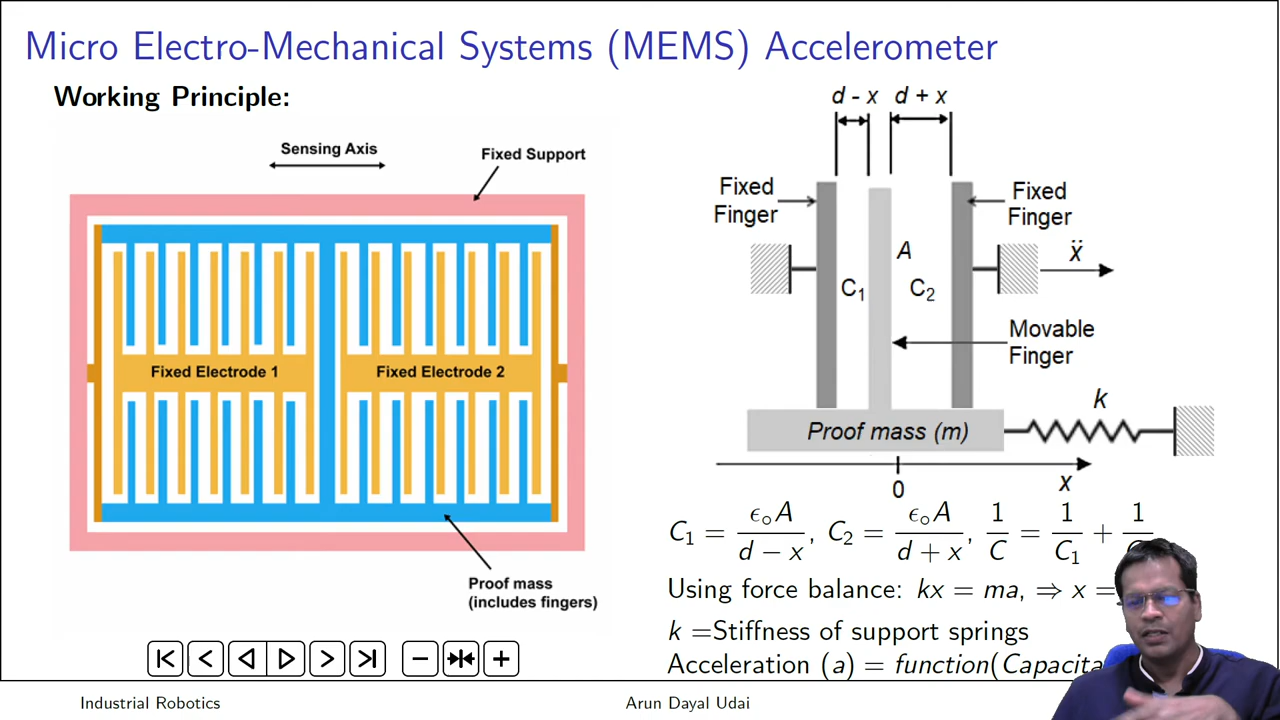 Micro Electro-Mechanical Systems (MEMS) Accelerometer
Working Principle:
Sensing Axis
Fixed Support
Fixed Electrode 1
Fixed Electrode 2
Proof mass
(includes fingers)
d - x d + x
Fixed
Finger
Fixed
Finger
A
ẍ
C₁ C₂
Movable
Finger
k
Proof mass (m)
0
x
C₁ = ϵ₀A / (d − x), C₂ = ϵ₀A / (d + x), 1/C = 1/C₁ + 1/
Using force balance: kx = ma, ⇒ x =
k =Stiffness of support springs
Acceleration (a) = function(
Industrial Robotics
Arun Dayal Udai